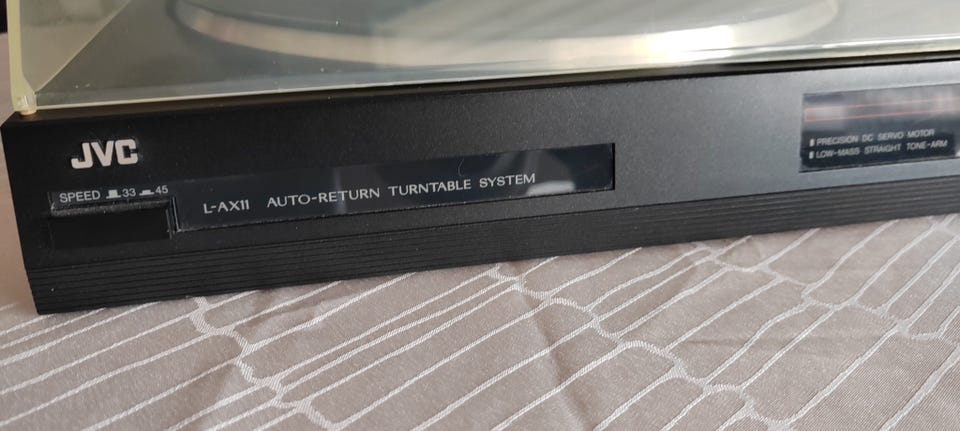 JVC
SPEED 33 45
L-AX11 AUTO-RETURN TURNTABLE SYSTEM
PRECISION DC SERVO MOTOR
LOW-MASS STRAIGHT TONE-ARM